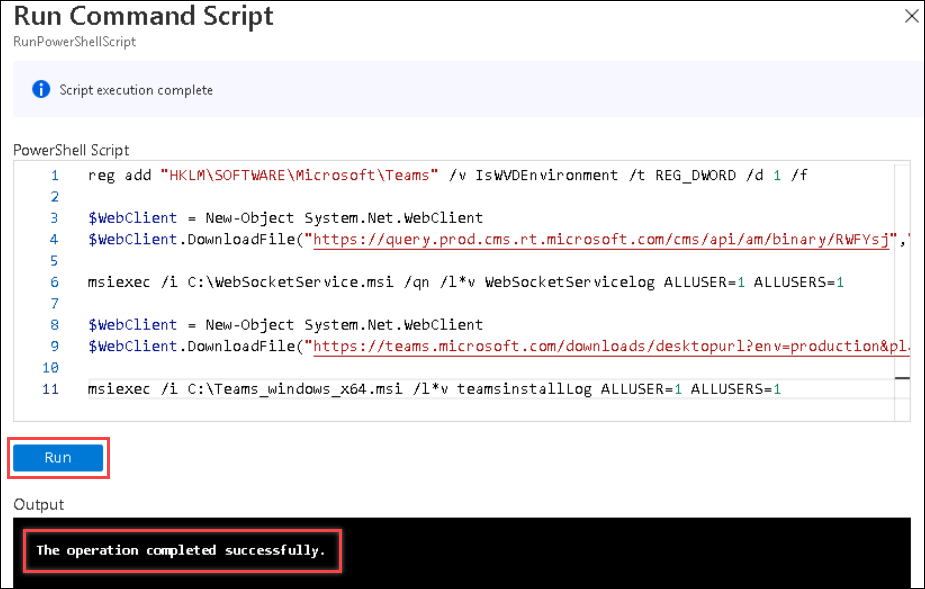 Run Command Script
RunPowerShellScript
Script execution complete
PowerShell Script
1 reg add "HKLM\SOFTWARE\Microsoft\Teams" /v IsWVDEnvironment /t REG_DWORD /d 1 /f
2
3 $WebClient = New-Object System.Net.WebClient
4 $WebClient.DownloadFile("https://query.prod.cms.rt.microsoft.com/cms/api/am/binary/RWFYsj","
5
6 msiexec /i C:\WebSocketService.msi /qn /l*v WebSocketServicelog ALLUSER=1 ALLUSERS=1
7
8 $WebClient = New-Object System.Net.WebClient
9 $WebClient.DownloadFile("https://teams.microsoft.com/downloads/desktopurl?env=production&pl
10
11 msiexec /i C:\Teams_windows_x64.msi /l*v teamsinstallLog ALLUSER=1 ALLUSERS=1
Run
Output
The operation completed successfully.